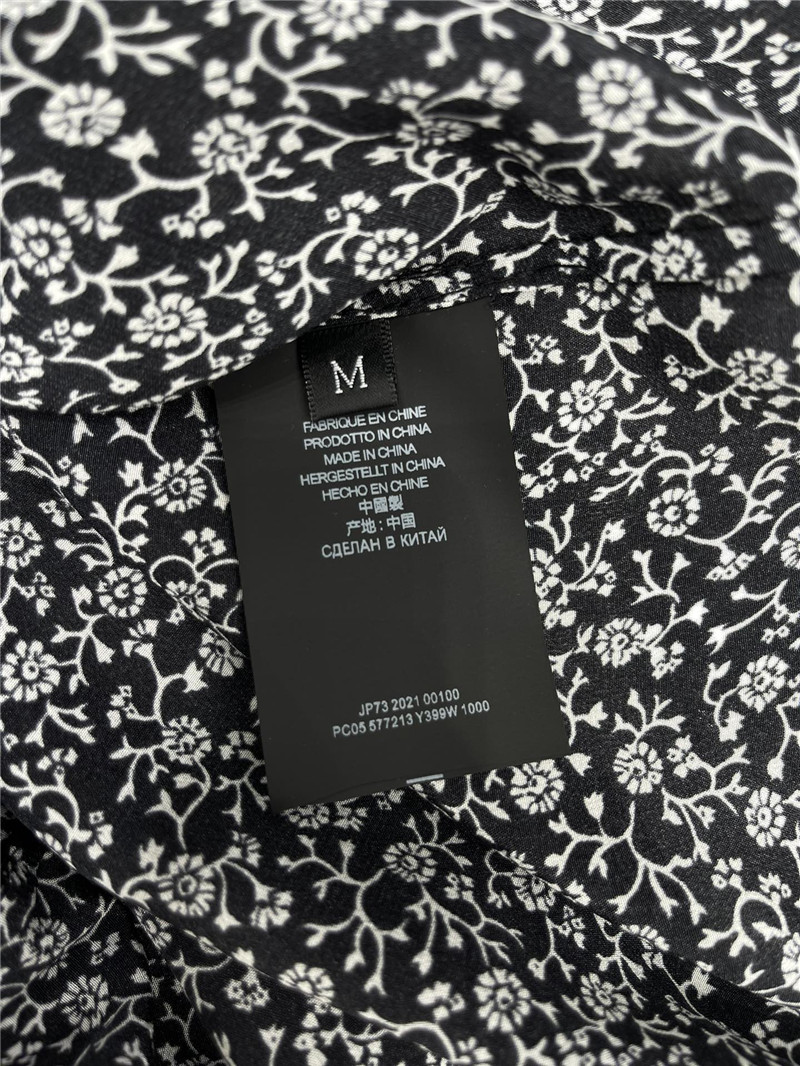 M
FABRIQUE EN CHINE
PRODOTTO IN CHINA
MADE IN CHINA
HERGESTELLT IN CHINA
HECHO EN CHINE
中國製
产地：中国
СДЕЛАН В КИТАЙ
JP73 2021 00100
PC05 577213 Y399W 1000